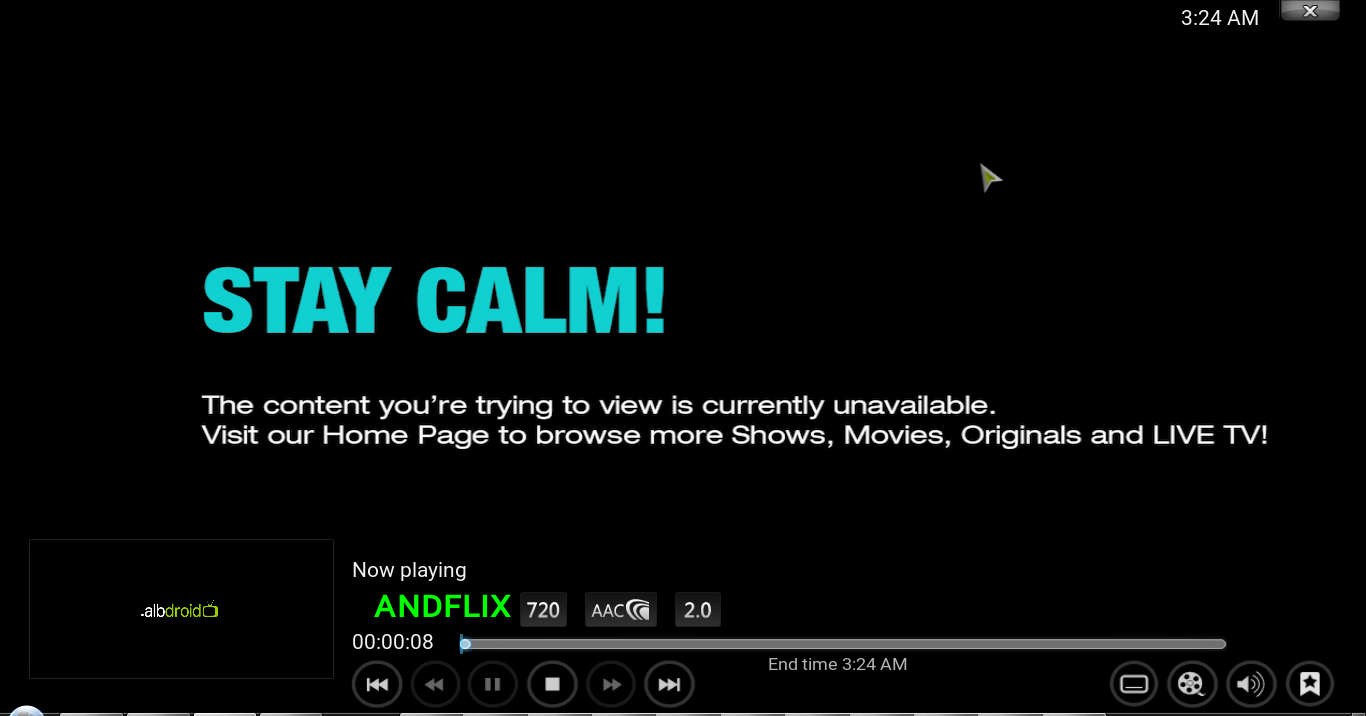 3:24 AM
STAY CALM!
The content you're trying to view is currently unavailable.
Visit our Home Page to browse more Shows, Movies, Originals and LIVE TV!
.albdroid
Now playing
ANDFLIX 720 AAC 2.0
00:00:08
End time 3:24 AM